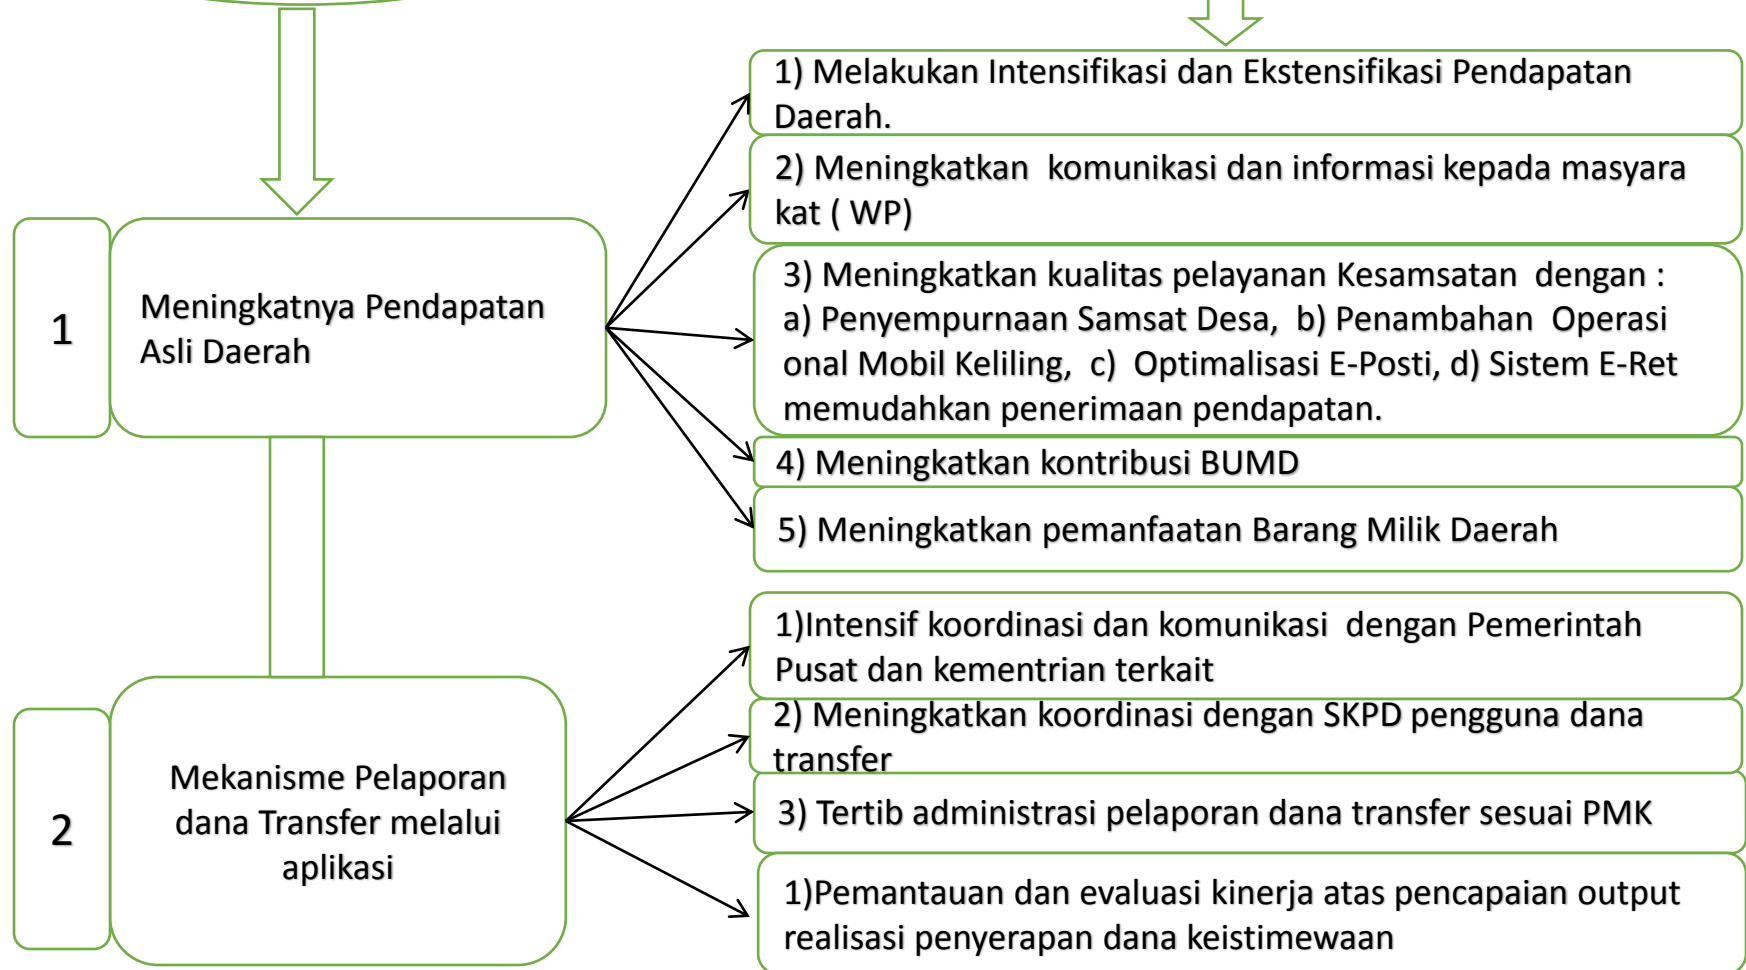 1
Meningkatnya Pendapatan
Asli Daerah
1) Melakukan Intensifikasi dan Ekstensifikasi Pendapatan
Daerah.
2) Meningkatkan komunikasi dan informasi kepada masyara
kat ( WP)
3) Meningkatkan kualitas pelayanan Kesamsatan dengan :
a) Penyempurnaan Samsat Desa, b) Penambahan Operasi
onal Mobil Keliling, c) Optimalisasi E-Posti, d) Sistem E-Ret
memudahkan penerimaan pendapatan.
4) Meningkatkan kontribusi BUMD
5) Meningkatkan pemanfaatan Barang Milik Daerah
2
Mekanisme Pelaporan
dana Transfer melalui
aplikasi
1)Intensif koordinasi dan komunikasi dengan Pemerintah
Pusat dan kementrian terkait
2) Meningkatkan koordinasi dengan SKPD pengguna dana
transfer
3) Tertib administrasi pelaporan dana transfer sesuai PMK
1)Pemantauan dan evaluasi kinerja atas pencapaian output
realisasi penyerapan dana keistimewaan